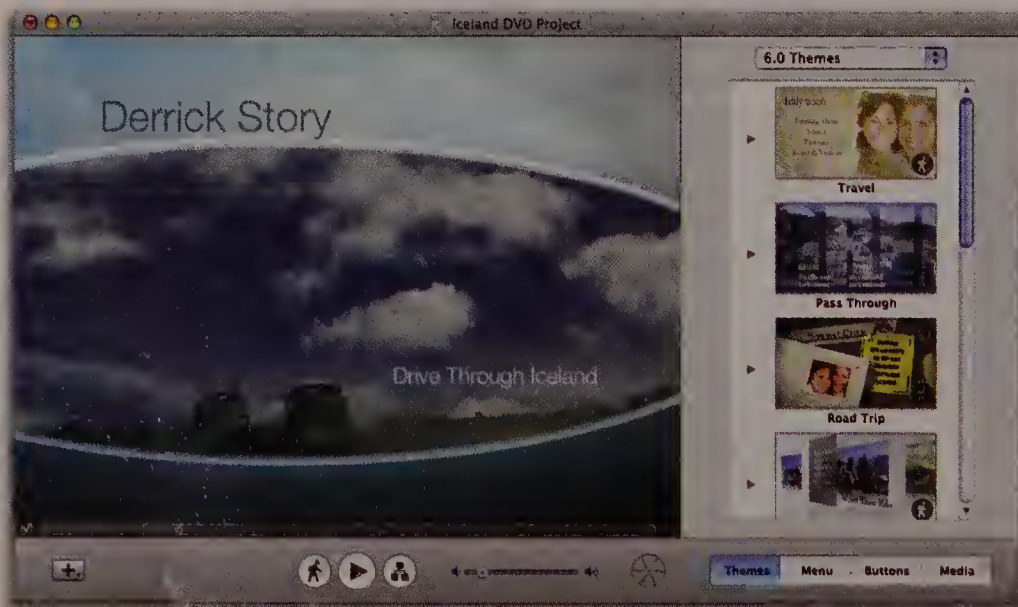 Iceland DVD Project
Derrick Story
Drive Through Iceland
6.0 Themes
Travel
Pass Through
Road Trip
Themes
Menu
Buttons
Media